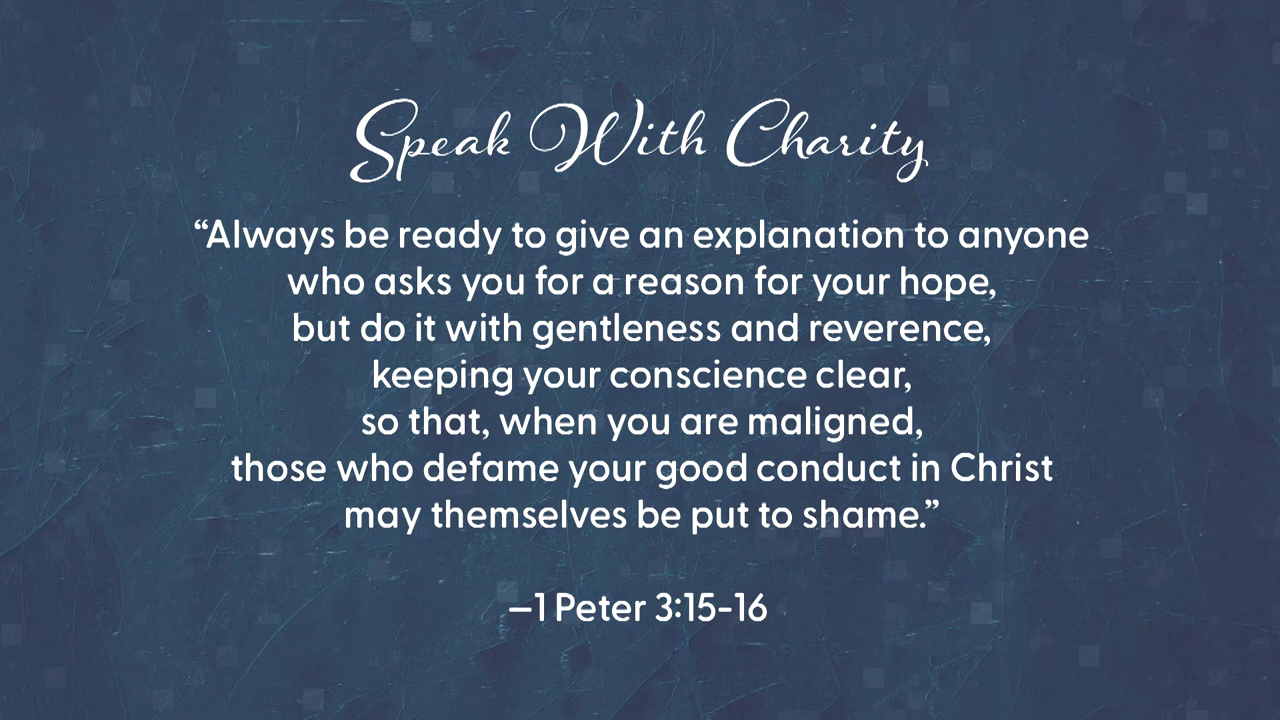 Speak With Charity
“Always be ready to give an explanation to anyone
who asks you for a reason for your hope,
but do it with gentleness and reverence,
keeping your conscience clear,
so that, when you are maligned,
those who defame your good conduct in Christ
may themselves be put to shame.”
–1 Peter 3:15-16